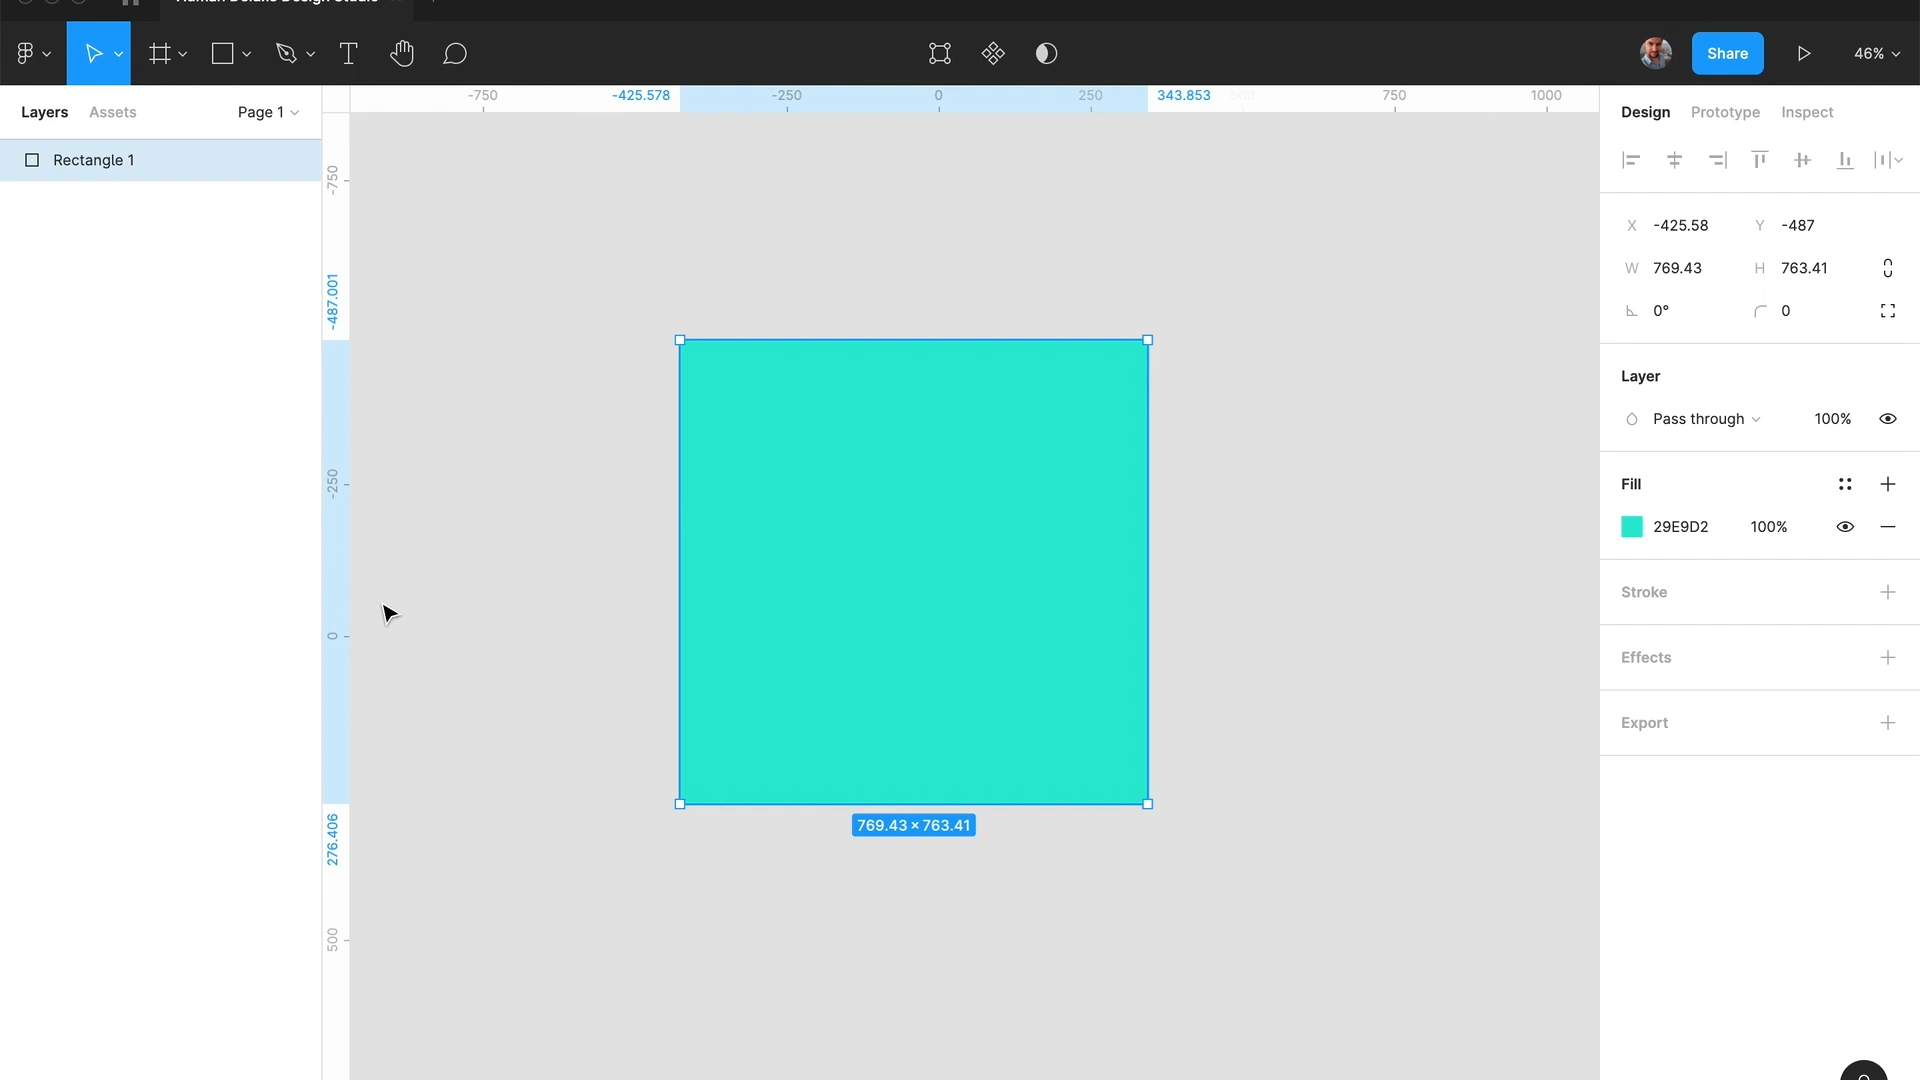 Human Deluxe Design Studio
Share
46%
Layers
Assets
Page 1
-750
-425.578
-250
0
250
343.853
750
1000
Design
Prototype
Inspect
Rectangle 1
-750
-487.001
-250
0
276.406
500
769.43 × 763.41
X -425.58
Y -487
W 769.43
H 763.41
0°
0
Layer
Pass through
100%
Fill
29E9D2
100%
Stroke
Effects
Export